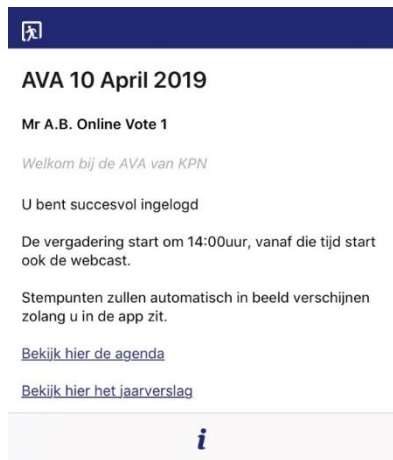 AVA 10 April 2019
Mr A.B. Online Vote 1
Welkom bij de AVA van KPN
U bent succesvol ingelogd
De vergadering start om 14:00uur, vanaf die tijd start
ook de webcast.
Stempunten zullen automatisch in beeld verschijnen
zolang u in de app zit.
Bekijk hier de agenda
Bekijk hier het jaarverslag
i